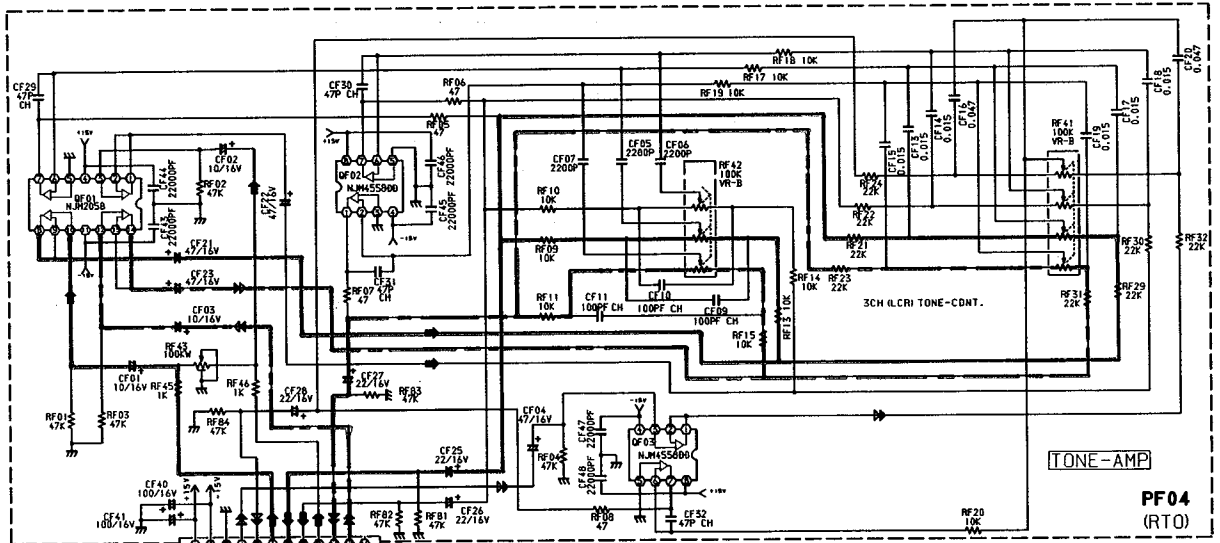 CF29
47P
CH
CF30
47P CH
RF06
47
RF05
47
RF18 10K
RF17 10K
RF19 10K
CF20
0.047
CF18
0.015
CF17
0.015
CF19
0.015
CF16
0.047
CF14
0.015
CF13
0.015
CF15
0.015
RF41
100K
VR-B
+15V
CF02
10/16V
CF44
22000PF
CF43
22000PF
RF02
47K
CF22
47/16V
QF01
NJM2058
+15V
QF02
NJM4558DD
CF46
22000PF
CF45
22000PF
-15V
CF07
2200P
CF05
2200P
CF06
2200P
RF42
100K
VR-B
RF10
10K
RF09
10K
RF11
10K
RF24
22K
RF22
22K
RF21
22K
RF23
22K
RF30
22K
RF32
22K
RF29
22K
RF31
22K
CF21
47/16V
CF23
47/16V
CF31
47P
CH
RF07 47
CF11
100PF CH
CF10
100PF CH
CF09
100PF CH
RF14
10K
RF13 10K
RF15
10K
3CH (LCR) TONE-CONT.
CF03
10/16V
RF43
100KW
CF01
10/16V
RF45
1K
RF46
1K
CF27
22/16V
RF83
47K
CF28
22/16V
RF84
47K
RF01
47K
RF03
47K
CF04
47/16V
RF04
47K
CF47
22000PF
CF48
22000PF
-15V
QF03
NJM4558DD
+15V
CF25
22/16V
CF26
22/16V
RF82
47K
RF81
47K
CF40
100/16V
CF41
100/16V
+15V
-15V
RF08
47
CF32
47P CH
RF20
10K
TONE-AMP
PF04
(RTO)